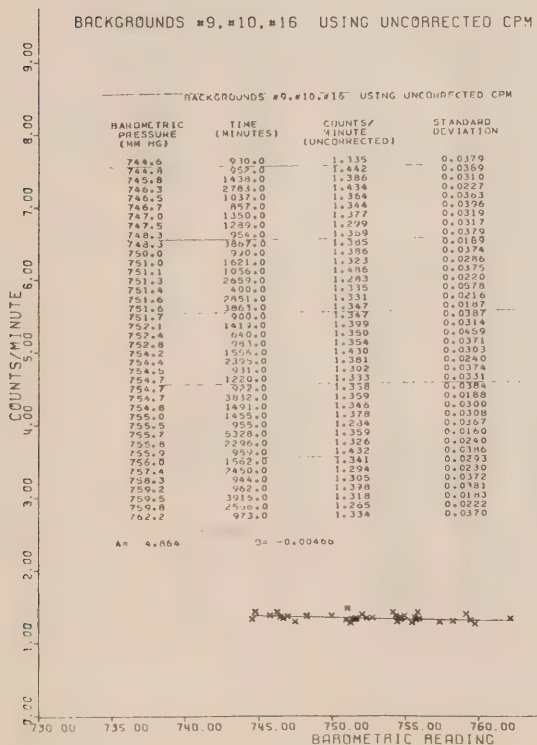 BACKGROUNDS #9, #10, #16 USING UNCORRECTED CPM
BACKGROUNDS #9,#10,#16 USING UNCORRECTED CPM
BAROMETRIC PRESSURE (MM HG) TIME (MINUTES) COUNTS/MINUTE (UNCORRECTED) STANDARD DEVIATION
744.6 930.0 1.335 0.0379
744.8 957.0 1.442 0.0389
745.8 1438.0 1.386 0.0310
746.3 2783.0 1.434 0.0227
746.5 1037.0 1.364 0.0363
746.7 857.0 1.344 0.0396
747.0 1350.0 1.377 0.0319
747.5 1289.0 1.299 0.0317
748.3 954.0 1.369 0.0379
748.3 3867.0 1.385 0.0189
750.0 990.0 1.386 0.0374
751.0 1621.0 1.323 0.0286
751.1 1056.0 1.486 0.0375
751.3 2659.0 1.283 0.0220
751.4 400.0 1.335 0.0578
751.6 2851.0 1.331 0.0216
751.6 3863.0 1.347 0.0187
751.7 900.0 1.347 0.0387
752.1 1419.0 1.399 0.0314
752.4 640.0 1.350 0.0459
752.8 983.0 1.354 0.0371
754.2 1556.0 1.430 0.0303
754.4 2395.0 1.381 0.0240
754.5 931.0 1.302 0.0374
754.7 1220.0 1.333 0.0331
754.7 922.0 1.358 0.0384
754.7 3832.0 1.359 0.0188
754.8 1491.0 1.346 0.0300
755.0 1455.0 1.378 0.0308
755.5 955.0 1.284 0.0367
755.7 5328.0 1.359 0.0160
755.8 2296.0 1.326 0.0240
755.9 959.0 1.432 0.0386
756.0 1562.0 1.341 0.0293
757.4 2450.0 1.294 0.0230
758.3 944.0 1.305 0.0372
759.2 962.0 1.398 0.0381
759.5 3915.0 1.318 0.0183
759.8 2556.0 1.265 0.0222
762.2 973.0 1.334 0.0370
A= 4.864 B= -0.00466
COUNTS/MINUTE
9.00
8.00
7.00
6.00
5.00
4.00
3.00
2.00
1.00
0.00
730.00 735.00 740.00 745.00 750.00 755.00 760.00
BAROMETRIC READING